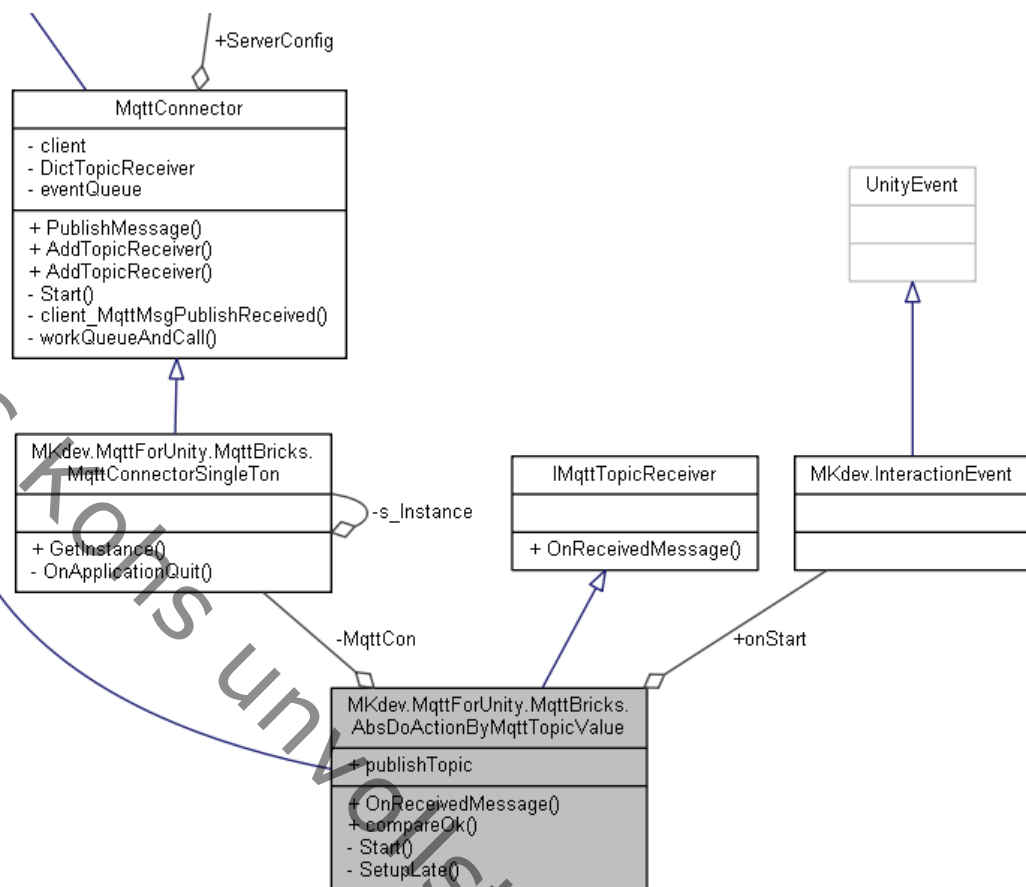 +ServerConfig
MqttConnector
- client
- DictTopicReceiver
- eventQueue
+ PublishMessage()
+ AddTopicReceiver()
+ AddTopicReceiver()
- Start()
- client_MqttMsgPublishReceived()
- workQueueAndCall()
UnityEvent
MKdev.MqttForUnity.MqttBricks.
MqttConnectorSingleTon
+ GetInstance()
- OnApplicationQuit()
-s_Instance
IMqttTopicReceiver
+ OnReceivedMessage()
MKdev.InteractionEvent
-MqttCon
+onStart
MKdev.MqttForUnity.MqttBricks.
AbsDoActionByMqttTopicValue
+ publishTopic
+ OnReceivedMessage()
+ compareOk()
- Start()
- SetupLate()
Kohs